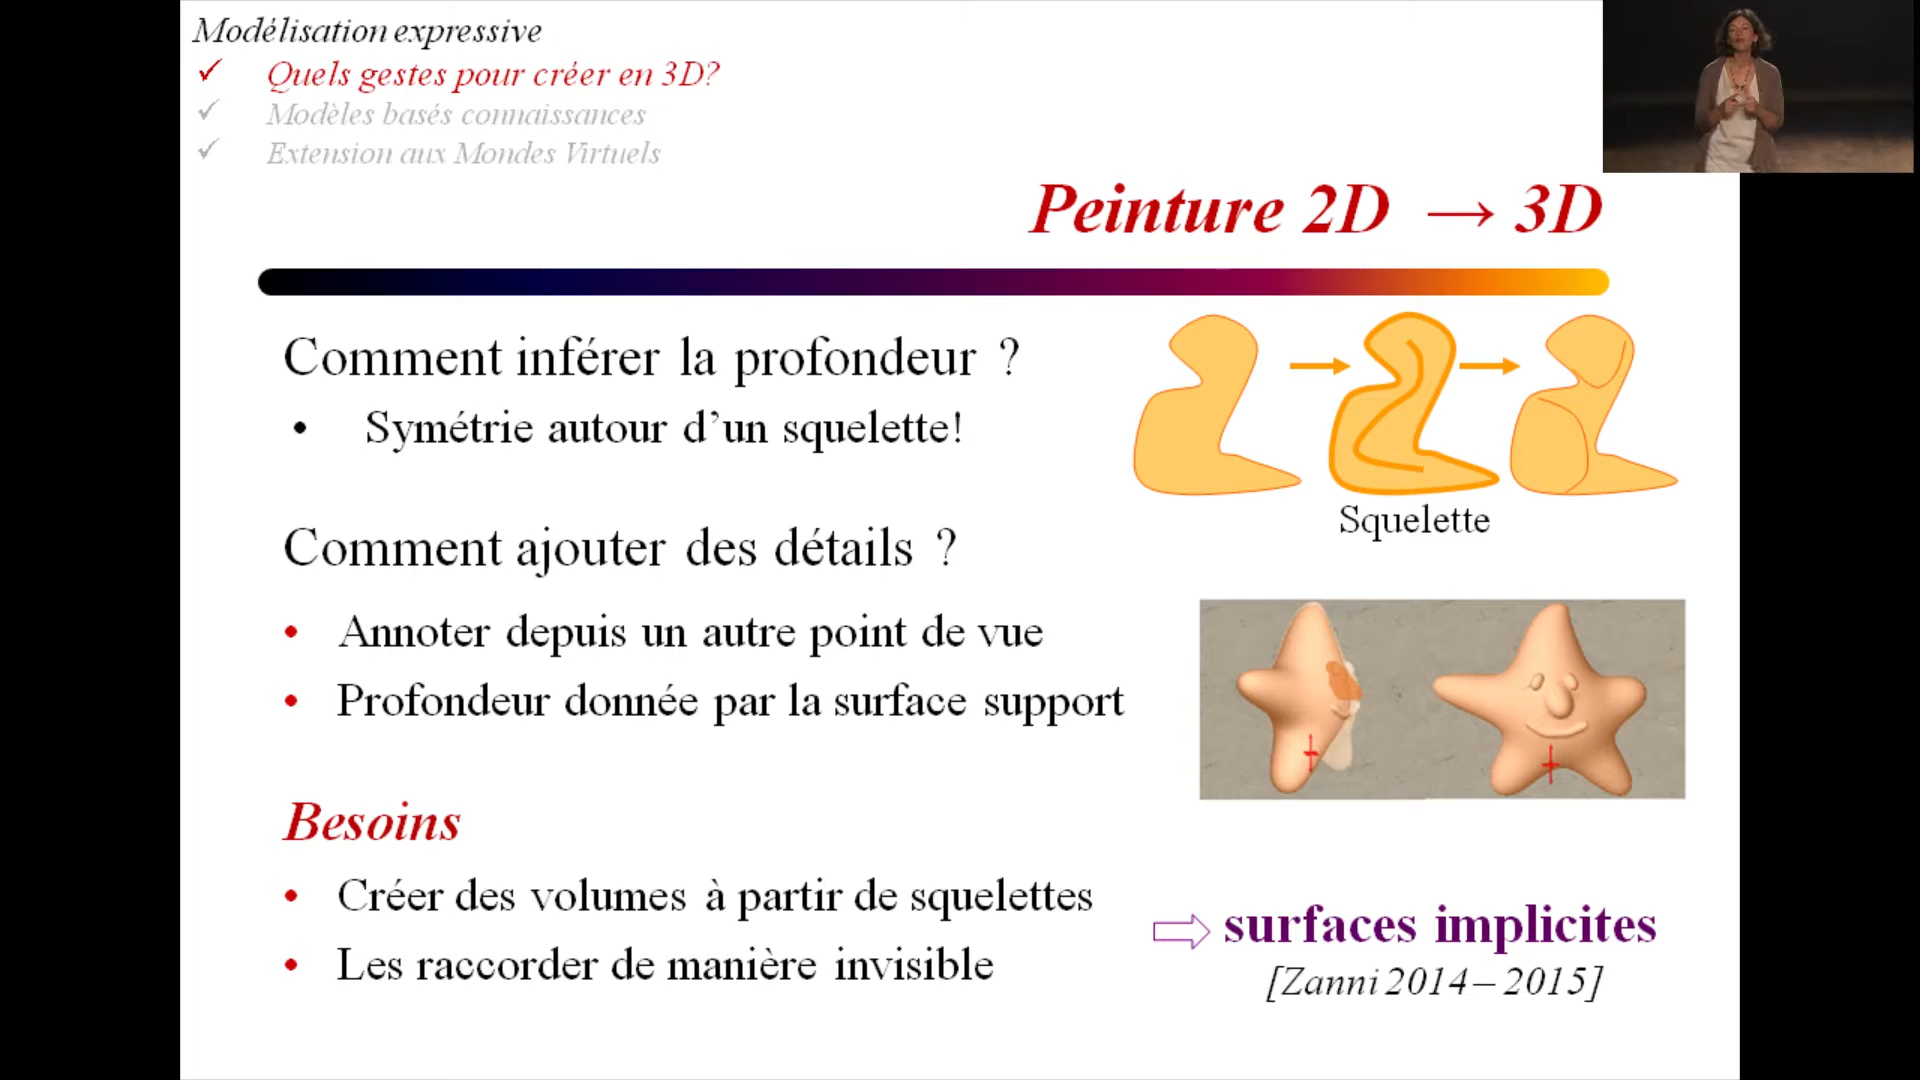 Modélisation expressive
✓ Quels gestes pour créer en 3D?
✓ Modèles basés connaissances
✓ Extension aux Mondes Virtuels
Peinture 2D → 3D
Comment inférer la profondeur ?
• Symétrie autour d’un squelette!
Squelette
Comment ajouter des détails ?
• Annoter depuis un autre point de vue
• Profondeur donnée par la surface support
Besoins
• Créer des volumes à partir de squelettes
• Les raccorder de manière invisible
⇨ surfaces implicites
[Zanni 2014 – 2015]